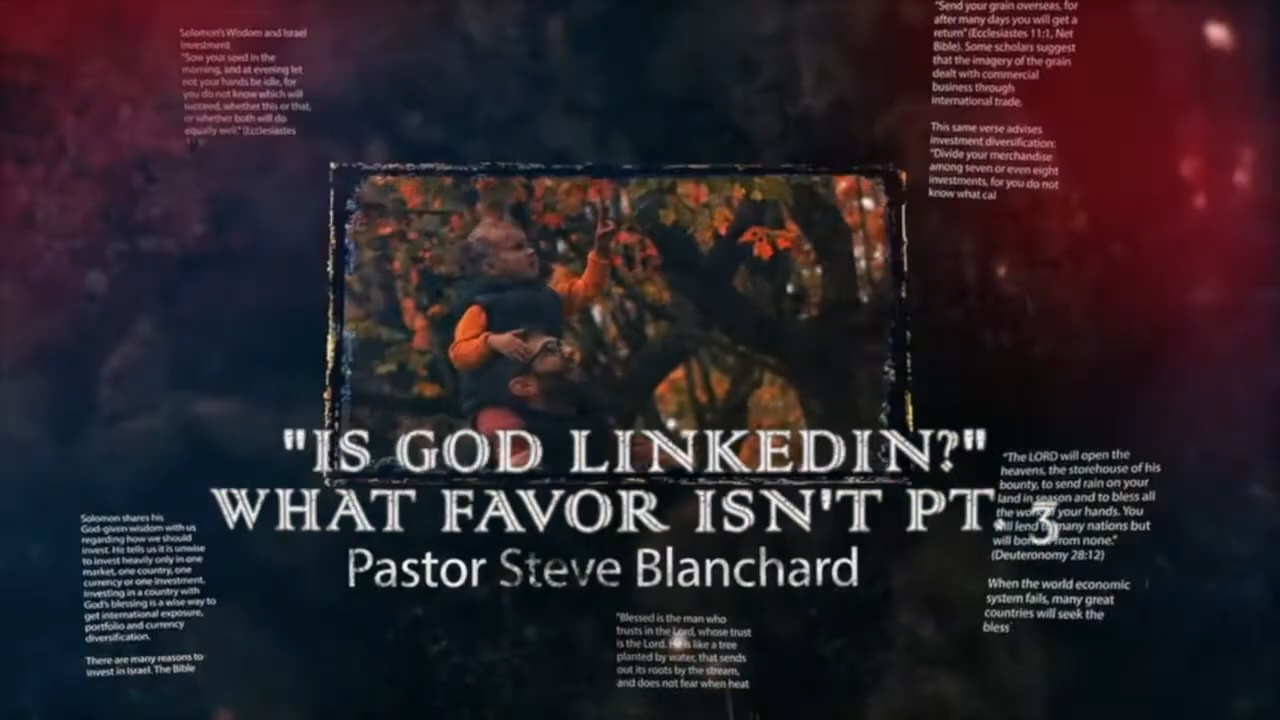 Solomon's Wisdom and Israel
Investment
"Sow your seed in the
morning, and at evening let
not your hands be idle, for
you do not know which will
succeed, whether this or that,
or whether both will do
equally well." (Ecclesiastes
"Send your grain overseas, for
after many days you will get a
return" (Ecclesiastes 11:1, Net
Bible). Some scholars suggest
that the imagery of the grain
dealt with commercial
business through
international trade.
This same verse advises
investment diversification:
"Divide your merchandise
among seven or even eight
investments, for you do not
know what cal
"IS GOD LINKEDIN?"
WHAT FAVOR ISN'T PT. 3
Pastor Steve Blanchard
"The LORD will open the
heavens, the storehouse of his
bounty, to send rain on your
land in season and to bless all
the work of your hands. You
will lend to many nations but
will borrow from none."
(Deuteronomy 28:12)
When the world economic
system fails, many great
countries will seek the
bless
Solomon shares his
God-given wisdom with us
regarding how we should
invest. He tells us it is unwise
to invest heavily only in one
market, one country, one
currency or one investment.
Investing in a country with
God's blessing is a wise way to
get international exposure,
portfolio and currency
diversification.
There are many reasons to
invest in Israel. The Bible
"Blessed is the man who
trusts in the Lord, whose trust
is the Lord. He is like a tree
planted by water, that sends
out its roots by the stream,
and does not fear when heat